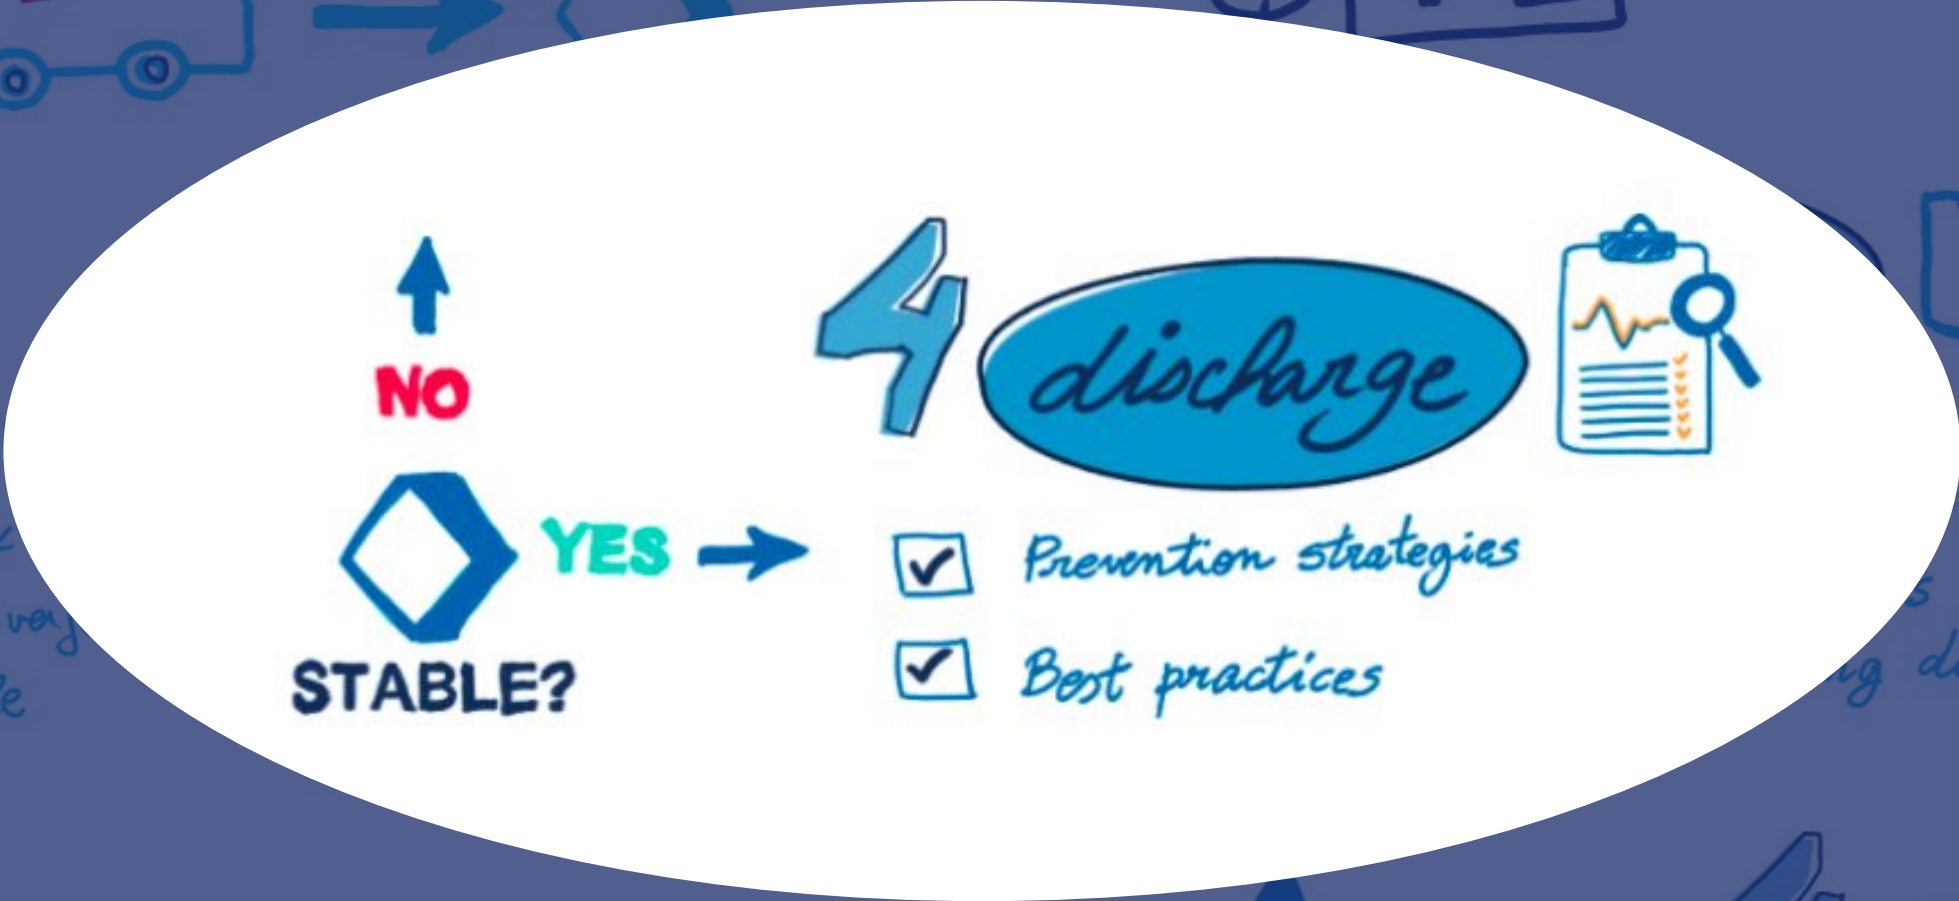 NO
4 discharge
YES
Prevention strategies
STABLE?
Best practices